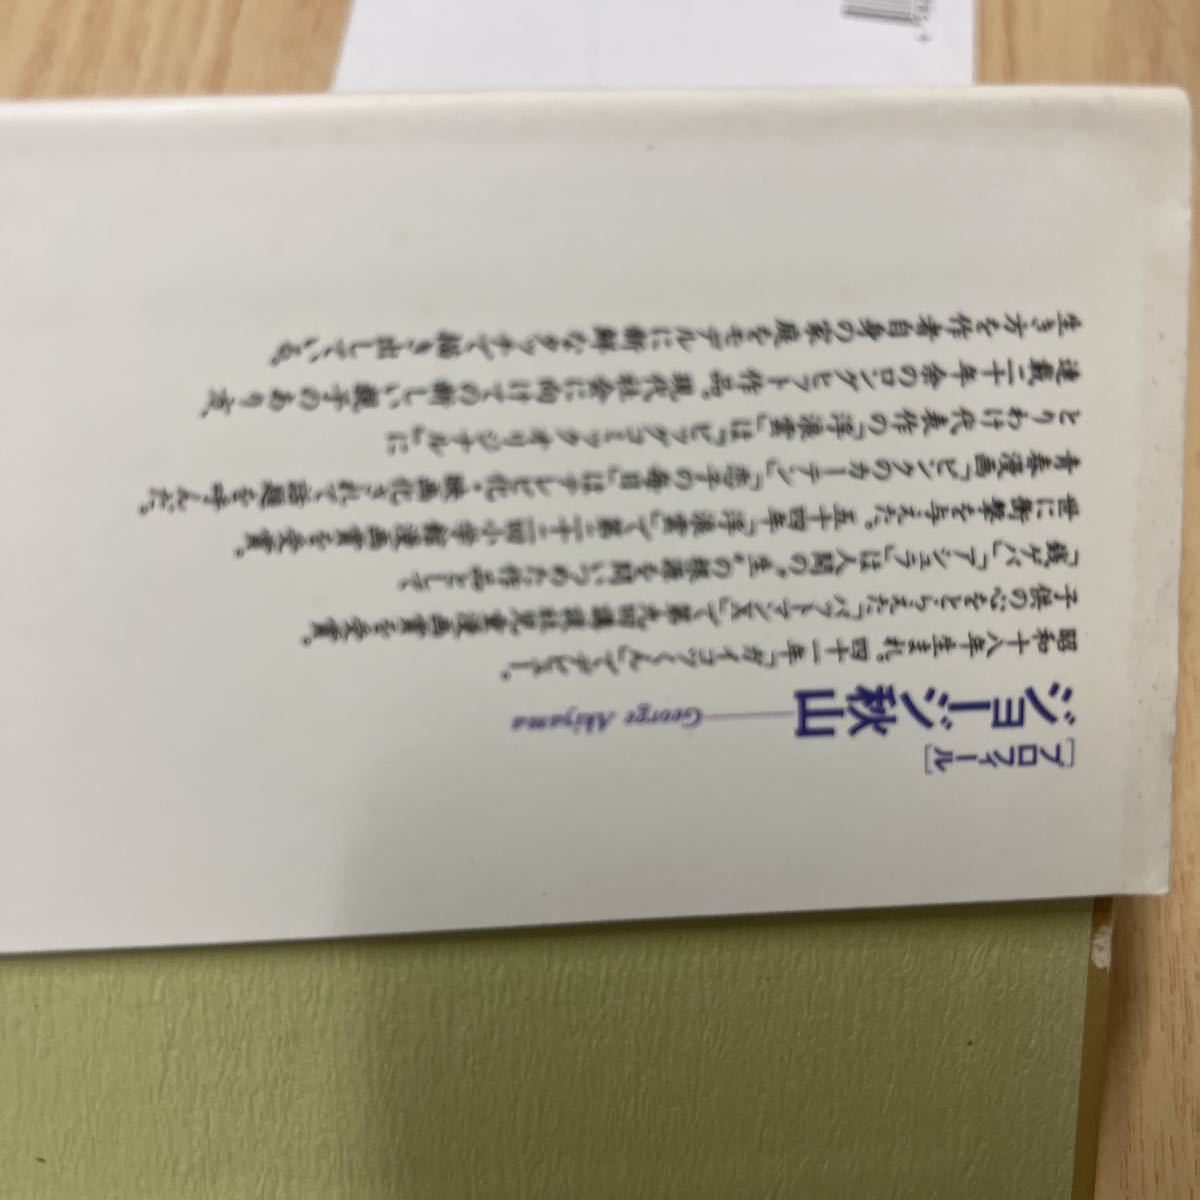 [プロフィール]
ジョージ秋山 George Akiyama
昭和十八年生まれ。四十一年「ガイコツくん」でデビュー。
子供の心をとらえた「パットマンX」で第九回講談社児童漫画賞を受賞。
「銭ゲバ」「アシュラ」は人間の“生”の根源を問いつめた作品として
世に衝撃を与えた。五十四年「浮浪雲」で第二十四回小学館漫画賞を受賞。
青春漫画「ピンクのカーテン」「恋子の毎日」はテレビ化・映画化されて話題を呼んだ。
とりわけ代表作の「浮浪雲」は「ビッグコミックオリジナル」に
連載二十年余のロングヒット作品。現代社会に向けての新しい親子のあり方、
生き方を作者自身の家庭をモデルに新鮮なタッチで描き出している。